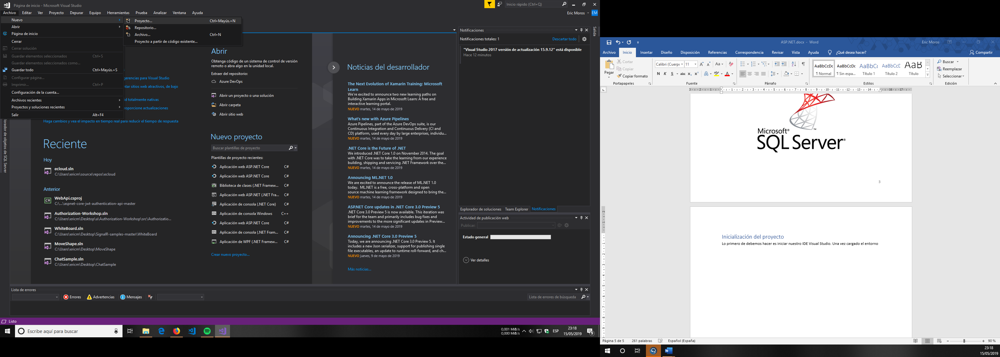 Página de inicio - Microsoft Visual Studio
Inicio rápido (Ctrl+Q)
Archivo Editar Ver Proyecto Depurar Equipo Herramientas Prueba Analizar Ventana Ayuda
Eric Moros EM
Nuevo
Abrir
Página de inicio
Cerrar
Cerrar solución
Guardar elementos seleccionados Ctrl+S
Guardar elementos seleccionados como...
Guardar todo Ctrl+Mayús.+S
Configurar página...
Imprimir... Ctrl+P
Configuración de la cuenta...
Archivos recientes
Proyectos y soluciones recientes
Salir Alt+F4
Proyecto... Ctrl+Mayús.+N
Repositorio...
Archivo... Ctrl+N
Proyecto a partir de código existente...
gerencias para Visual Studio
ntar sitios web atractivos, de bajo
d totalmente nativas
roporcione actualizaciones
Haga cambios y vea el impacto en tiempo real para reducir el tiempo de respuesta
lorador de objetos de SQL Server
Reciente
Hoy
ecloud.sln
C:\Users\ericm\source\repos\ecloud
Anterior
WebApi.csproj
C:\...\aspnet-core-jwt-authentication-api-master
Authorization-Workshop.sln
C:\Users\ericm\Desktop\a\Authorization-Workshop\src\Authorizatio...
WhiteBoard.sln
C:\Users\ericm\Desktop\SignalR-samples-master\WhiteBoard
MoveShape.sln
C:\Users\ericm\Desktop\MoveShape
ChatSample.sln
C:\Users\ericm\Desktop\ChatSample
Abrir
Obtenga código de un sistema de control de versión
remoto o abra algo en la unidad local.
Extraer del repositorio:
Azure DevOps
Abrir un proyecto o una solución
Abrir carpeta
Abrir sitio web
Nuevo proyecto
Buscar plantillas de proyecto
Plantillas de proyecto recientes:
Aplicación web ASP.NET Core C#
Aplicación web ASP.NET Core C#
Biblioteca de clases (.NET Framew... C#
Aplicación web ASP.NET (.NET Fra... C#
Aplicación de consola (.NET Core) C#
Aplicación de consola Windows C++
Aplicación web ASP.NET Core C#
Aplicación de consola (.NET Fram... C#
Aplicación de WPF (.NET Framew... C#
Crear nuevo proyecto...
Noticias del desarrollador
The Next Evolution of Xamarin Training: Microsoft
Learn
We're excited to announce two new learning paths on
Building Xamarin Apps in Microsoft Learn: A free and
interactive learning portal.
NUEVO martes, 14 de mayo de 2019
What's new with Azure Pipelines
Azure Pipelines, part of the Azure DevOps suite, is our
Continuous Integration and Continuous Delivery (CI and
CD) platform, used every day by large enterprises, individu...
NUEVO martes, 14 de mayo de 2019
.NET Core is the Future of .NET
We introduced .NET Core 1.0 on November 2014. The goal
with .NET Core was to take the learning from our experience
building, shipping and servicing .NET Framework over the...
NUEVO martes, 14 de mayo de 2019
Announcing ML.NET 1.0
We are excited to announce the release of ML.NET 1.0
today. ML.NET is a free, cross-platform and open
source machine learning framework designed to bring the...
NUEVO martes, 14 de mayo de 2019
ASP.NET Core updates in .NET Core 3.0 Preview 5
.NET Core 3.0 Preview 5 is now available. This iteration was
brief for the team and primarily includes bug fixes and
improvements to the more significant updates in Preview...
NUEVO martes, 14 de mayo de 2019
Announcing .NET Core 3.0 Preview 5
Today, we are announcing .NET Core 3.0 Preview 5. It
includes a new Json serializer, support for publishing single
file executables, an update to runtime roll-forward, and ch...
NUEVO jueves, 9 de mayo de 2019
Más noticias...
Notificaciones
Notificaciones totales: 1 Descartar todo
"Visual Studio 2017 versión de actualización 15.9.12" está disponible
Hace 12 minutos
Salida
Explorador de soluciones Team Explorer Notificaciones
Actividad de publicación web
Publicar:
Estado general
Ver detalles
Lista de errores
Errores Advertencias Mensajes
Lista de errores de búsqueda
Listo
Escribe aquí para buscar
0,001 MiB/s
0,000 MiB/s
ESP
23:18
15/05/2019
9
ASP.NET.docx - Word
Eric Moros
Archivo Inicio Insertar Diseño Disposición Referencias Correspondencia Revisar Vista Ayuda ¿Qué desea hacer? Compartir
Pegar
Cortar
Copiar
Copiar formato
Portapapeles
Calibri (Cuerp 11
N K S abc x₂ x²
Fuente
Párrafo
AaBbCcDc AaBbCcDc AaBbCc AaBbCcD AaB
¶ Normal ¶ Sin espa... Título 1 Título 2 Título
Estilos
Buscar
Reemplazar
Seleccionar
Edición
3 2 1 1 2 3 4 5 6 7 8 9 10 11 12 13 14 16 17
Microsoft®
SQL Server®
3
Inicialización del proyecto
Lo primero de debemos hacer es iniciar nuestro IDE Visual Studio. Una vez cargado el entorno
Página 5 de 5 261 palabras Español (España) 90 %
23:18
15/05/2019